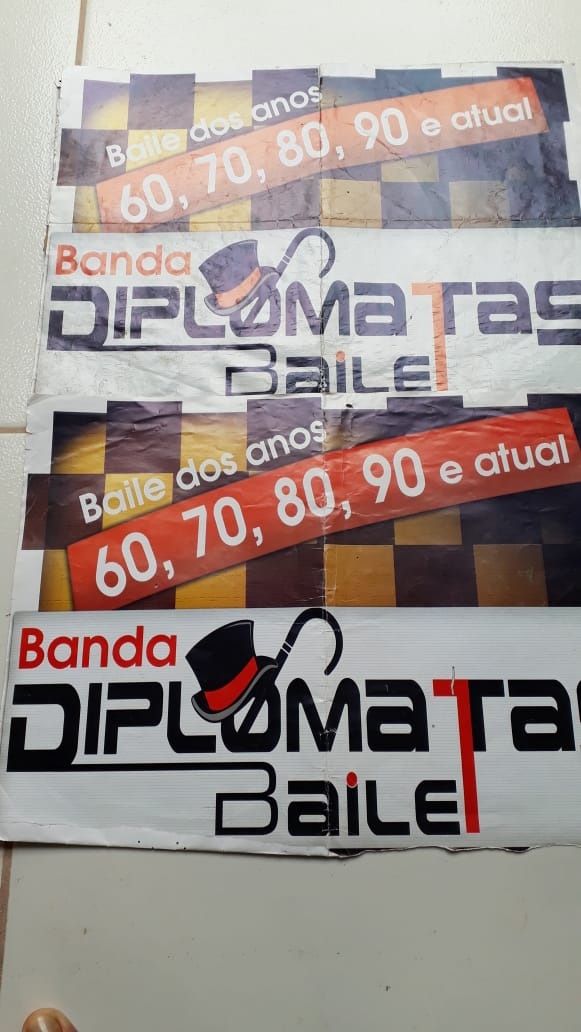 Baile dos anos
60, 70, 80, 90 e atual
Banda
DIPLOMATAS
BAILE
Baile dos anos
60, 70, 80, 90 e atual
Banda
DIPLOMATAS
BAILE